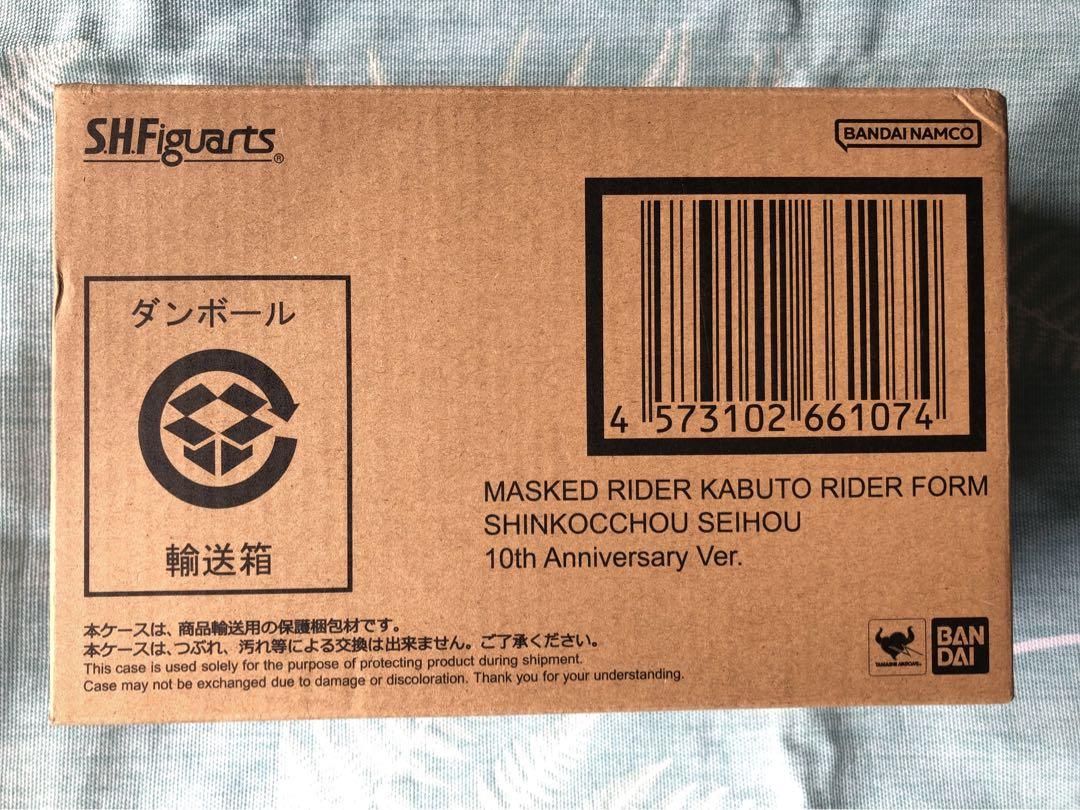 S.H.Figuarts®
BANDAI NAMCO
ダンボール
輸送箱
4 573102 661074
MASKED RIDER KABUTO RIDER FORM
SHINKOCCHOU SEIHOU
10th Anniversary Ver.
本ケースは、商品輸送用の保護梱包材です。
本ケースは、つぶれ、汚れ等による交換は出来ません。ご了承ください。
This case is used solely for the purpose of protecting product during shipment.
Case may not be exchanged due to damage or discoloration. Thank you for your understanding.
TAMASHII NATIONS
BAN
DAI